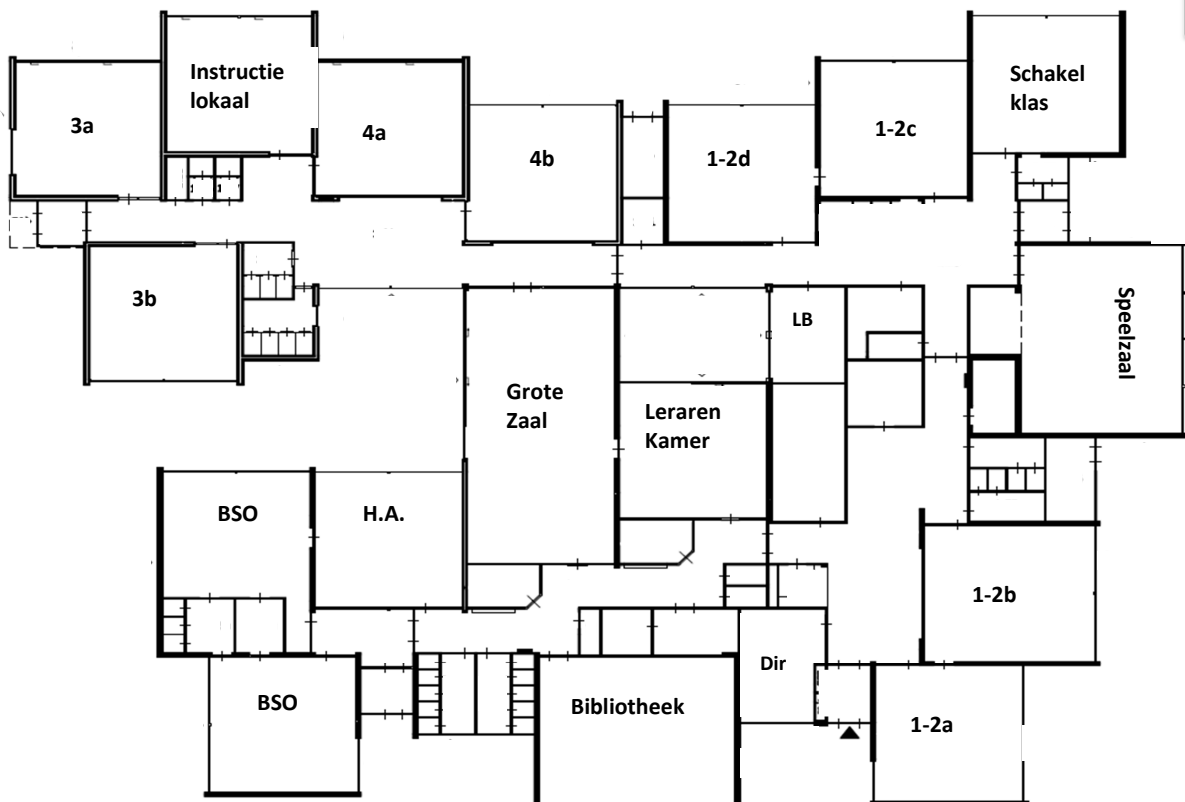 Instructie
lokaal
Schakel
klas
3a
4a
4b
1-2d
1-2c
3b
Speelzaal
LB
Grote
Zaal
Leraren
Kamer
BSO
H.A.
1-2b
Dir
BSO
Bibliotheek
1-2a